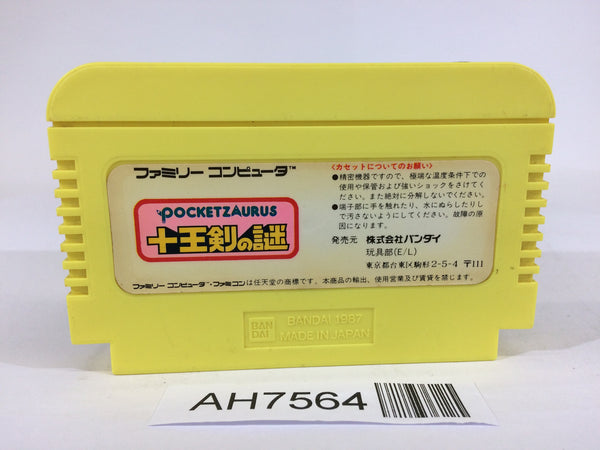 ファミリー コンピュータ™
POCKETZAURUS
十王剣の謎
〈カセットについてのお願い〉
●精密機器ですので、極端な温度条件下での
使用や保管および強いショックをさけてく
ださい。また絶対に分解しないでください。
●端子部に手を触れたり、水にぬらしたりし
て汚さないようにしてください。故障の原
因になります。
発売元 株式会社バンダイ
玩具部(E/L)
東京都台東区駒形2-5-4 〒111
ファミリー コンピュータ・ファミコンは任天堂の商標です。本商品の輸出、使用営業及び賃貸を禁じます。
BAN
DAI
BANDAI 1987
MADE IN JAPAN
AH7564